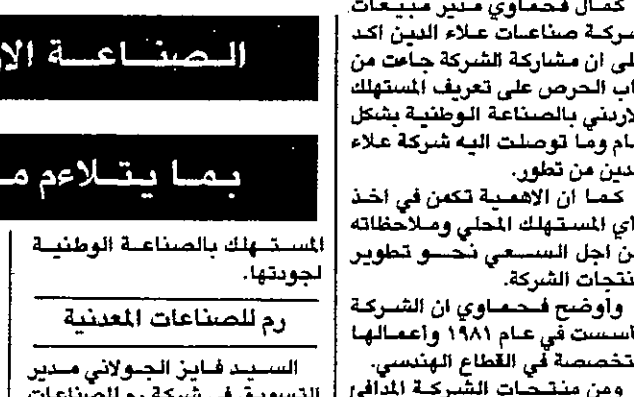 كمال فحماوي مدير مبيعات
شركة صناعات علاء الدين اكد
على ان مشاركة الشركة جاءت من
باب الحرص على تعريف المستهلك
الاردني بالصناعة الوطنية بشكل
عام وما توصلت اليه شركة علاء
الدين من تطور.
كما ان الاهمية تكمن في اخذ
رأي المستهلك المحلي وملاحظاته
من اجل السعي نحو تطوير
منتجات الشركة.
وأوضح فحماوي ان الشركة
تأسست في عام ١٩٨١ وأعمالها
متخصصة في القطاع الهندسي.
ومن منتجات الشركة المدافئ
الصناعة
بما يتلاءم
المستهلك بالصناعة الوطنية
لجودتها.
رم للصناعات المعدنية
السيد فايز الجولاني مدير
التسويق في شركة رم للصناعات